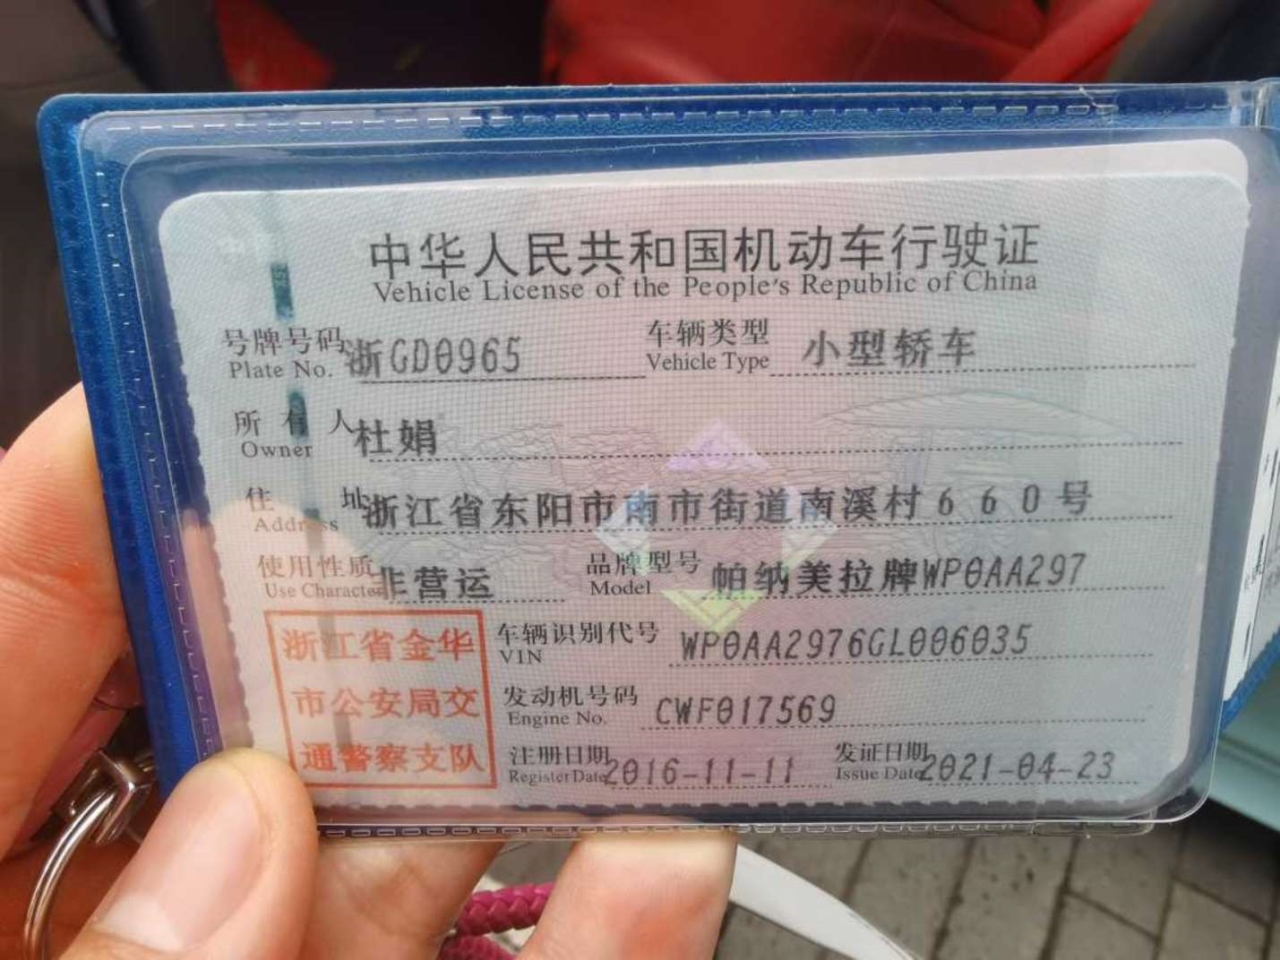 中华人民共和国机动车行驶证
Vehicle License of the People's Republic of China
号牌号码 浙GD0965 车辆类型 小型轿车
Plate No. Vehicle Type
所有人 杜娟
Owner
住址 浙江省东阳市南市街道南溪村660号
Address
使用性质 非营运 品牌型号 帕纳美拉牌WP0AA297
Use Character Model
浙江省金华 车辆识别代号 WP0AA2976GL006035
VIN
市公安局交 发动机号码 CWF017569
Engine No.
通警察支队 注册日期 2016-11-11 发证日期 2021-04-23
Register Date Issue Date